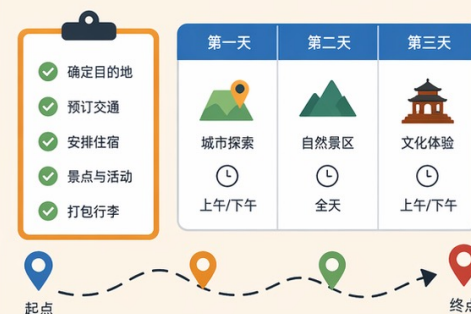 确定目的地
预订交通
安排住宿
景点与活动
打包行李
第一天
第二天
第三天
城市探索
自然景区
文化体验
上午/下午
全天
上午/下午
起点
终点